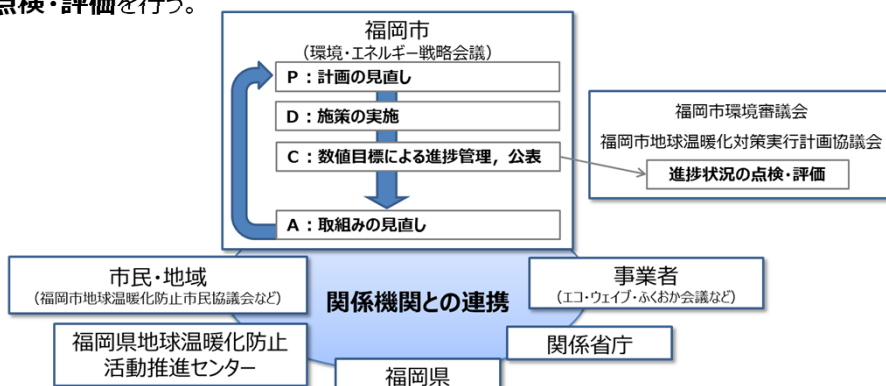 点検・評価を行う。
福岡市
（環境・エネルギー戦略会議）
P：計画の見直し
D：施策の実施
C：数値目標による進捗管理，公表
A：取組みの見直し
福岡市環境審議会
福岡市地球温暖化対策実行計画協議会
進捗状況の点検・評価
関係機関との連携
市民・地域
（福岡市地球温暖化防止市民協議会など）
事業者
（エコ・ウェイブ・ふくおか会議など）
福岡県地球温暖化防止
活動推進センター
関係省庁
福岡県